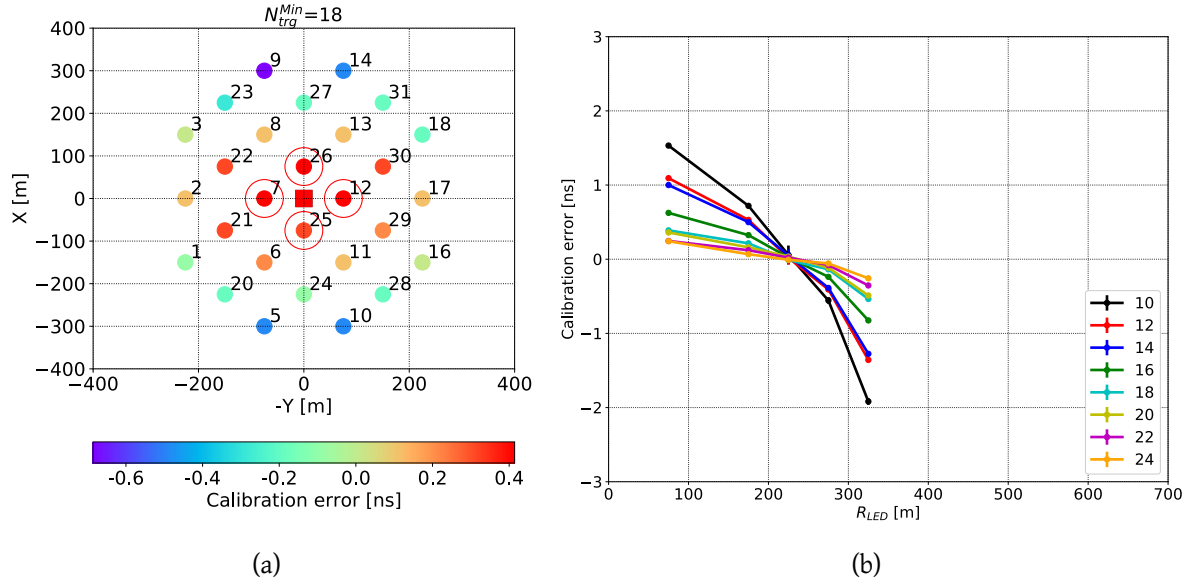 N_{trg}^{Min}=18
400
300
200
100
0
−100
−200
−300
−400
X [m]
9 14
23 27 31
3 8 13 18
22 26 30
2 7 12 17
21 25 29
1 6 11 16
20 24 28
5 10
−400 −200 0 200 400
-Y [m]
-0.6 -0.4 -0.2 0.0 0.2 0.4
Calibration error [ns]
(a)
3
2
1
0
−1
−2
−3
Calibration error [ns]
10
12
14
16
18
20
22
24
0 100 200 300 400 500 600 700
R_{LED} [m]
(b)